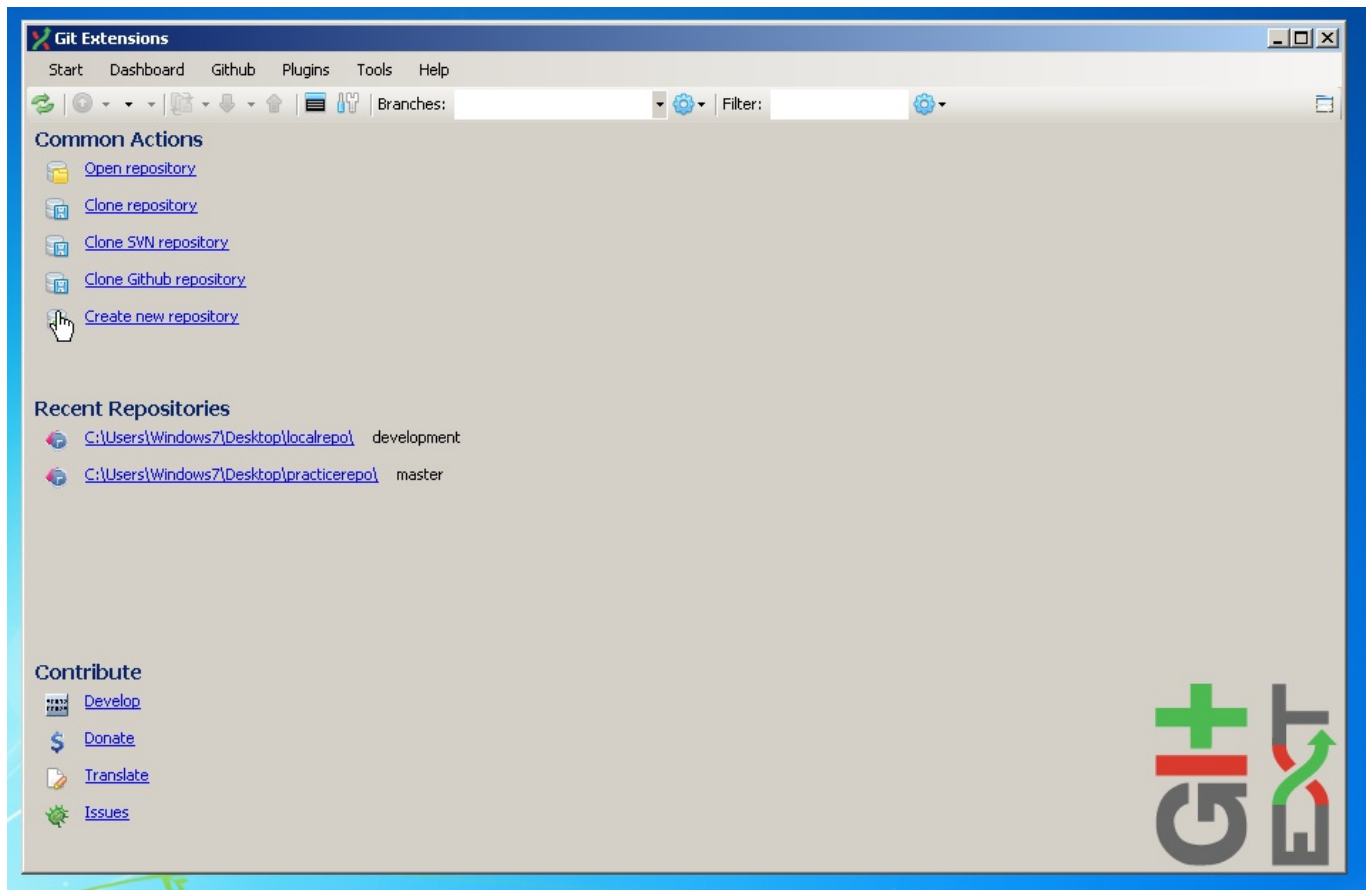 Git Extensions
Start Dashboard Github Plugins Tools Help
Branches: Filter:
Common Actions
Open repository
Clone repository
Clone SVN repository
Clone Github repository
Create new repository
Recent Repositories
C:\Users\Windows7\Desktop\localrepo\ development
C:\Users\Windows7\Desktop\practicerepo\ master
Contribute
Develop
Donate
Translate
Issues
Git
EXT